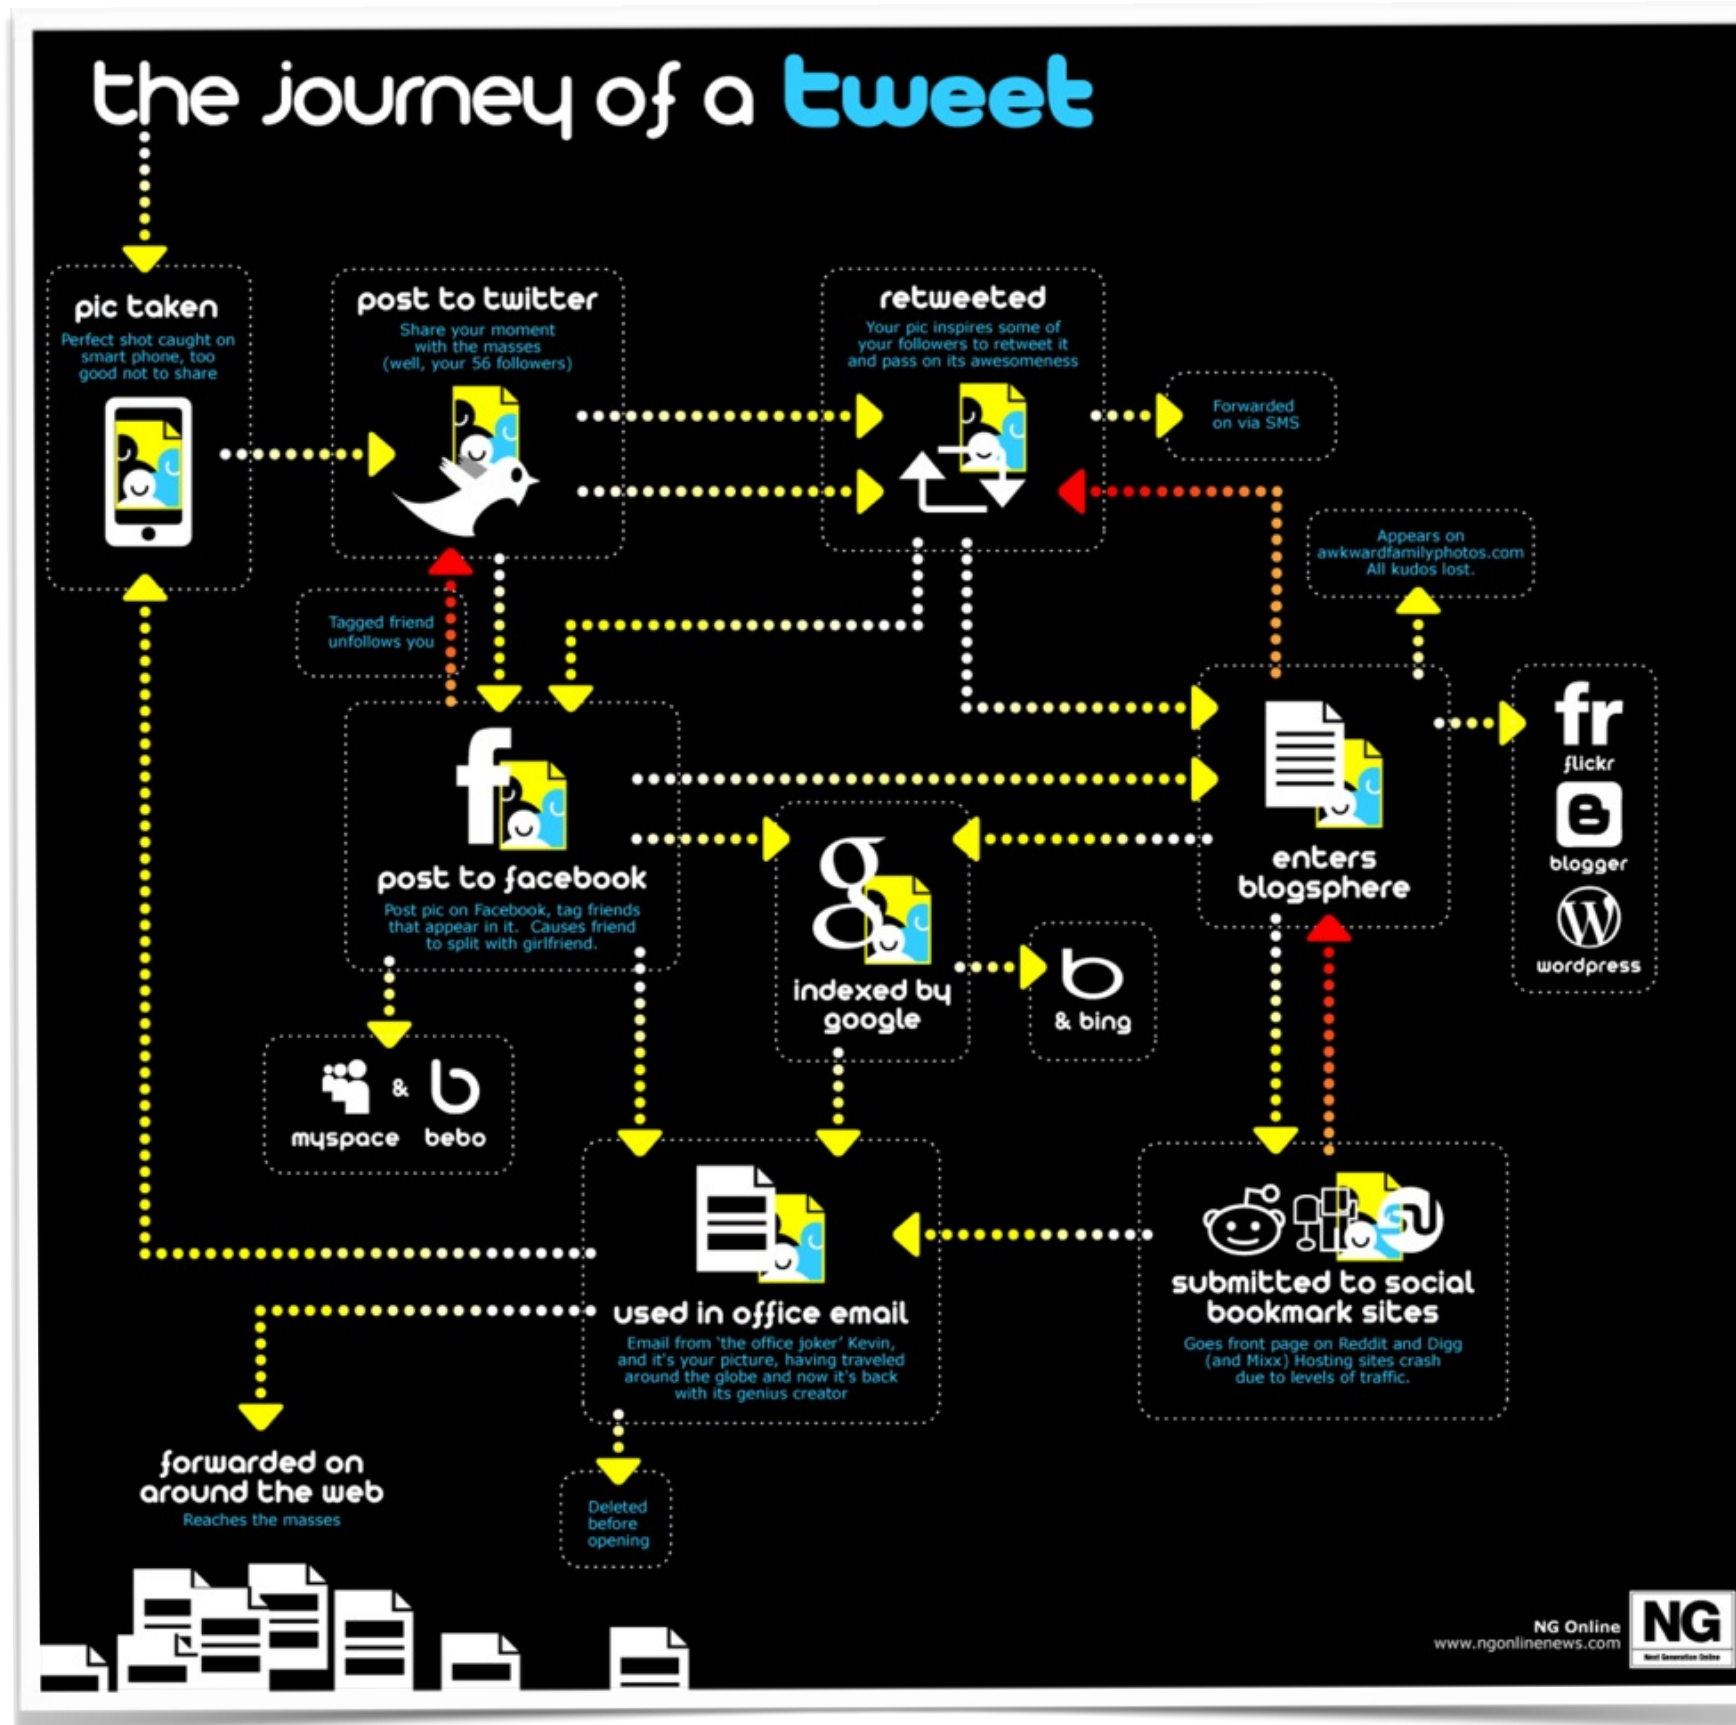 the journey of a tweet
pic taken
Perfect shot caught on
smart phone, too
good not to share
post to twitter
Share your moment
with the masses
(well, your 56 followers)
retweeted
Your pic inspires some of
your followers to retweet it
and pass on its awesomeness
Forwarded
on via SMS
Appears on
awkwardfamilyphotos.com
All kudos lost.
Tagged friend
unfollows you
f
post to facebook
Post pic on Facebook, tag friends
that appear in it. Causes friend
to split with girlfriend.
g
indexed by
google
b
& bing
enters
blogsphere
fr
flickr
B
blogger
W
wordpress
& b
myspace bebo
used in office email
Email from 'the office joker' Kevin,
and it's your picture, having traveled
around the globe and now it's back
with its genius creator
su
submitted to social
bookmark sites
Goes front page on Reddit and Digg
(and Mixx) Hosting sites crash
due to levels of traffic.
forwarded on
around the web
Reaches the masses
Deleted
before
opening
NG Online
www.ngonlinenews.com
NG
Next Generation Online